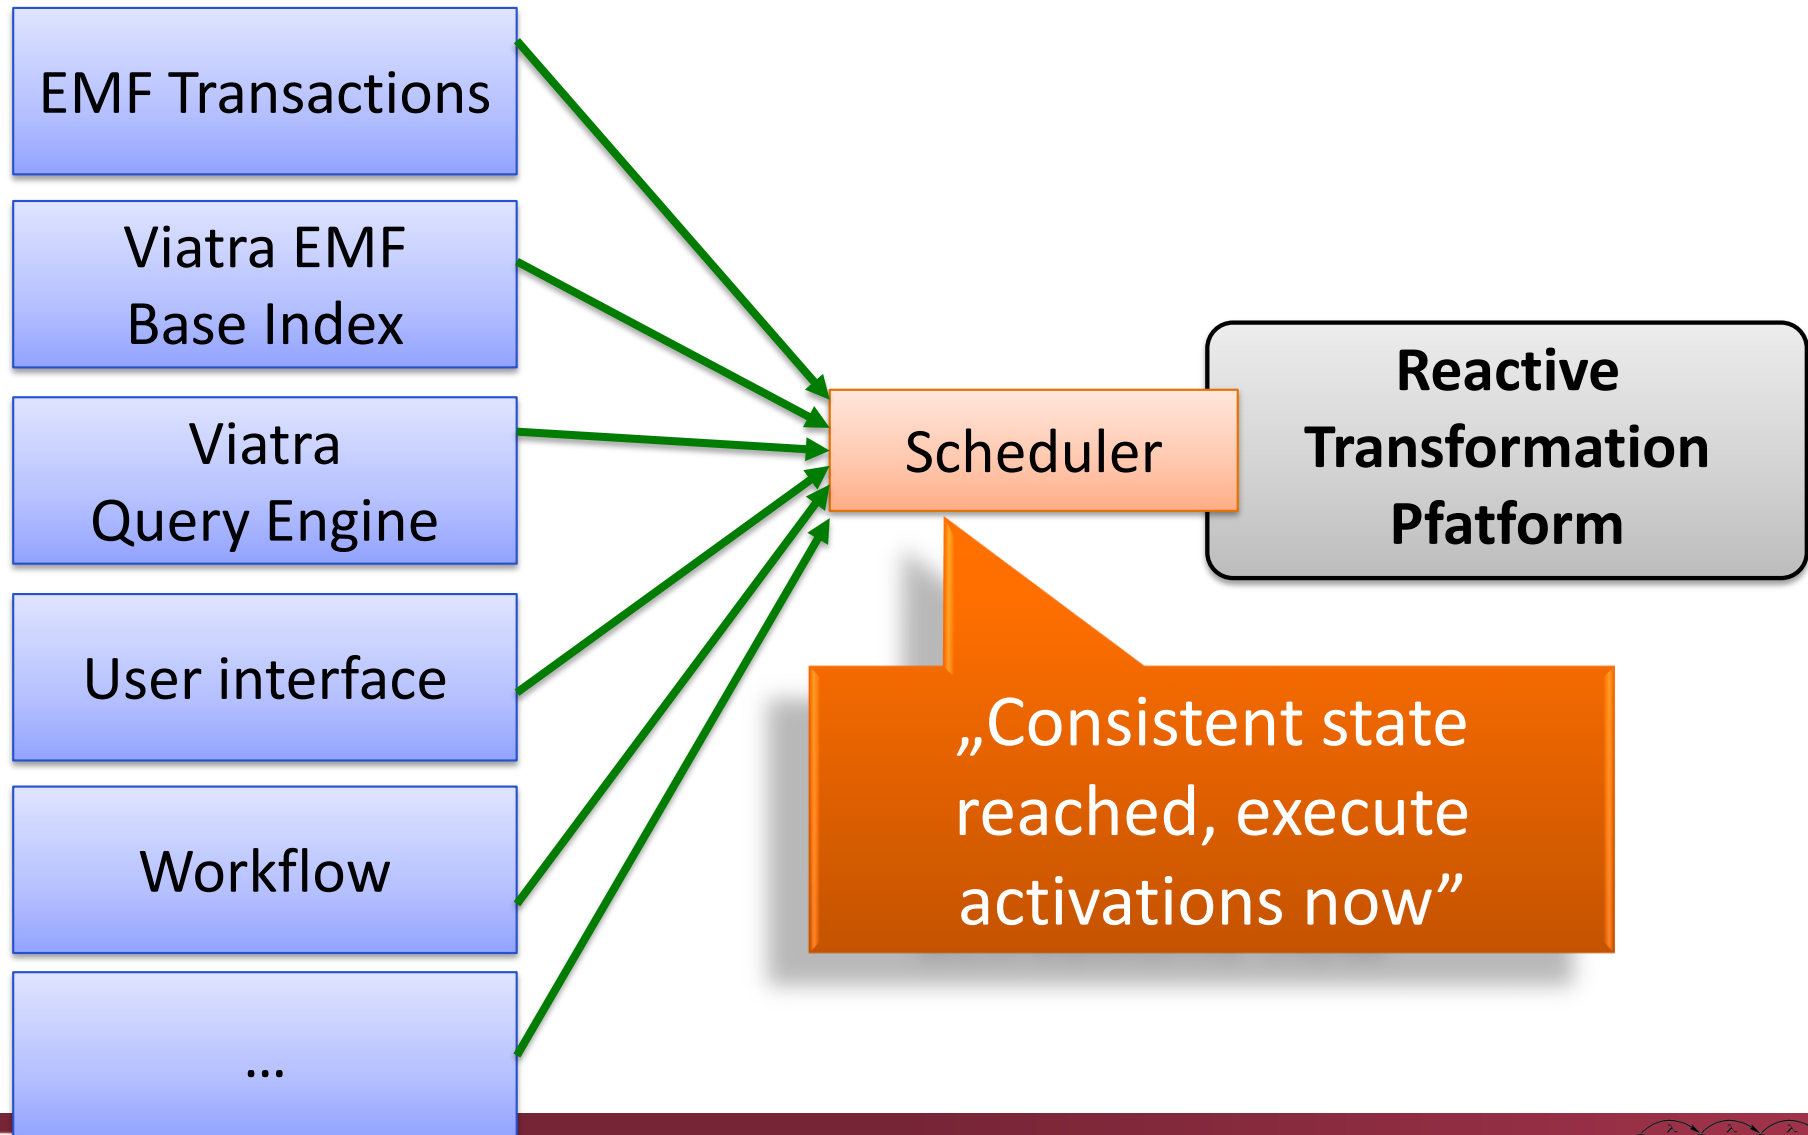 EMF Transactions
Viatra EMF
Base Index
Viatra
Query Engine
User interface
Workflow
...
Scheduler
Reactive
Transformation
Pfatform
„Consistent state
reached, execute
activations now”